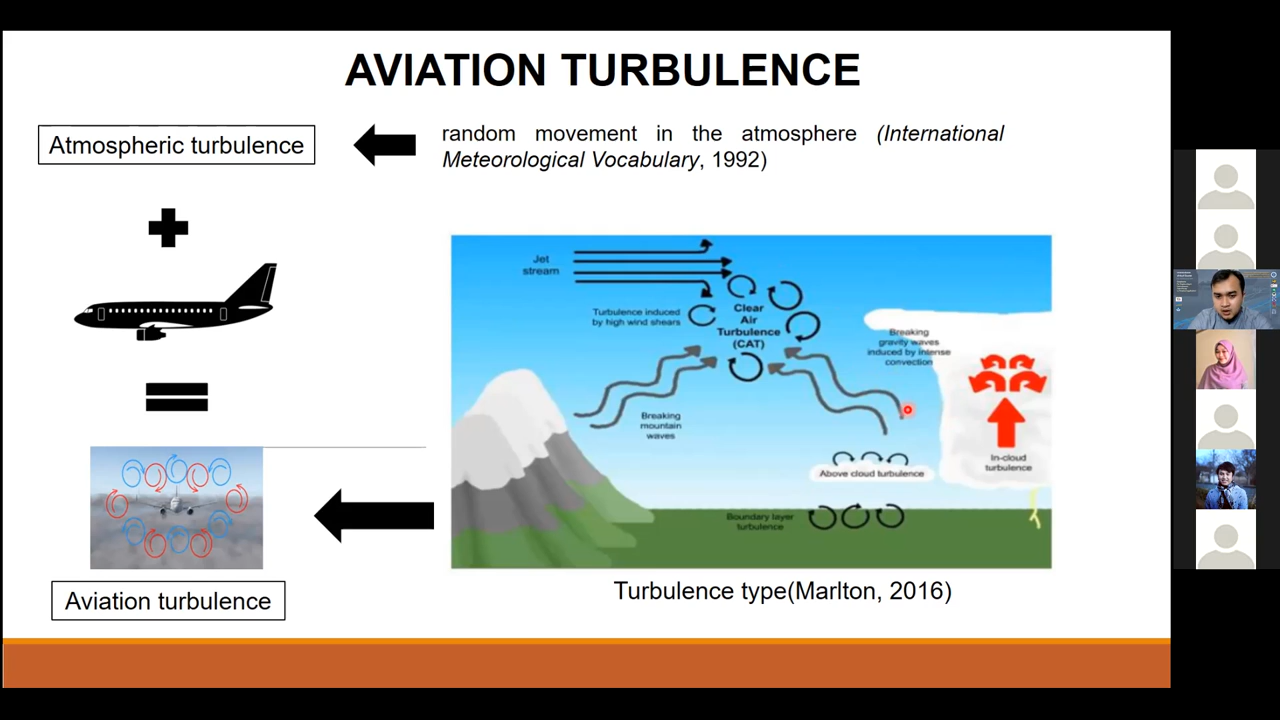 AVIATION TURBULENCE
Atmospheric turbulence
random movement in the atmosphere (International
Meteorological Vocabulary, 1992)
Jet
stream
Turbulence induced
by high wind shears
Clear
Air
Turbulence
(CAT)
Breaking
gravity waves
induced by intense
convection
Breaking
mountain
waves
In-cloud
turbulence
Above cloud turbulence
Boundary layer
turbulence
Turbulence type(Marlton, 2016)
Aviation turbulence